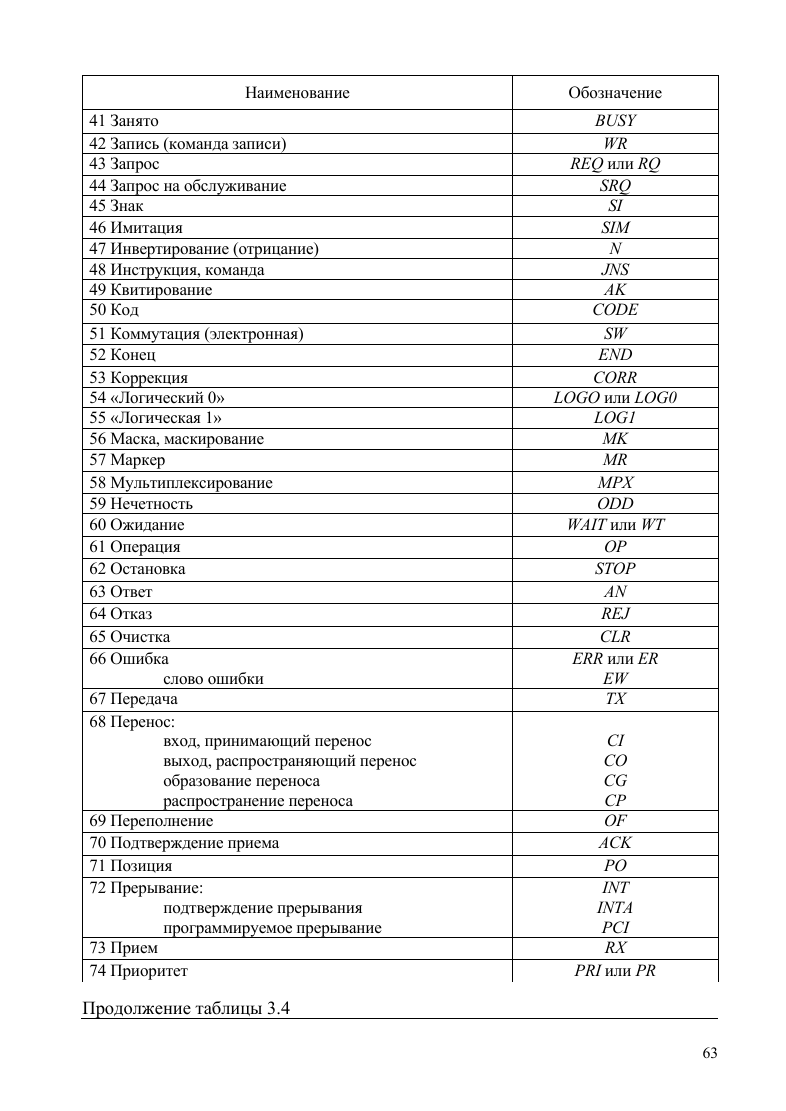 Наименование Обозначение
41 Занято BUSY
42 Запись (команда записи) WR
43 Запрос REQ или RQ
44 Запрос на обслуживание SRQ
45 Знак SI
46 Имитация SIM
47 Инвертирование (отрицание) N
48 Инструкция, команда JNS
49 Квитирование AK
50 Код CODE
51 Коммутация (электронная) SW
52 Конец END
53 Коррекция CORR
54 «Логический 0» LOGO или LOG0
55 «Логическая 1» LOG1
56 Маска, маскирование MK
57 Маркер MR
58 Мультиплексирование MPX
59 Нечетность ODD
60 Ожидание WAIT или WT
61 Операция OP
62 Остановка STOP
63 Ответ AN
64 Отказ REJ
65 Очистка CLR
66 Ошибка ERR или ER
слово ошибки EW
67 Передача TX
68 Перенос:
вход, принимающий перенос CI
выход, распространяющий перенос CO
образование переноса CG
распространение переноса CP
69 Переполнение OF
70 Подтверждение приема ACK
71 Позиция PO
72 Прерывание: INT
подтверждение прерывания INTA
программируемое прерывание PCI
73 Прием RX
74 Приоритет PRI или PR
Продолжение таблицы 3.4
63